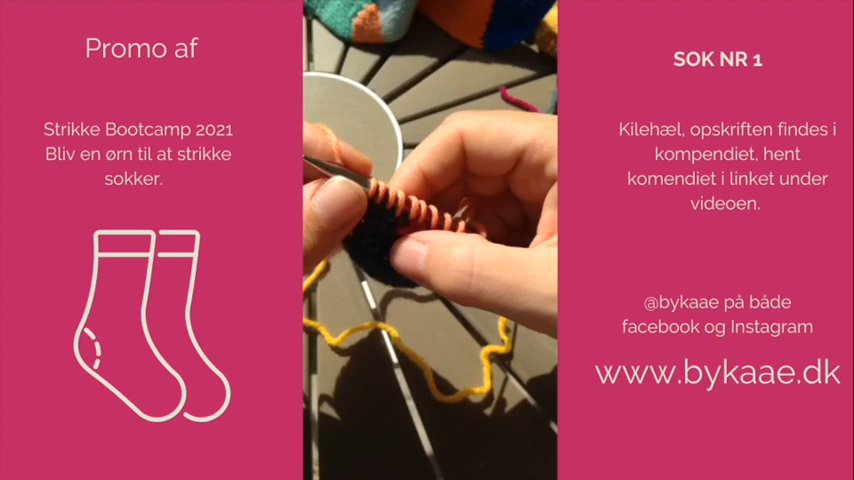 Promo af
Strikke Bootcamp 2021
Bliv en ørn til at strikke
sokker.
SOK NR 1
Kilehæl, opskriften findes i
kompendiet, hent
komendiet i linket under
videoen.
@bykaae på både
facebook og Instagram
www.bykaae.dk